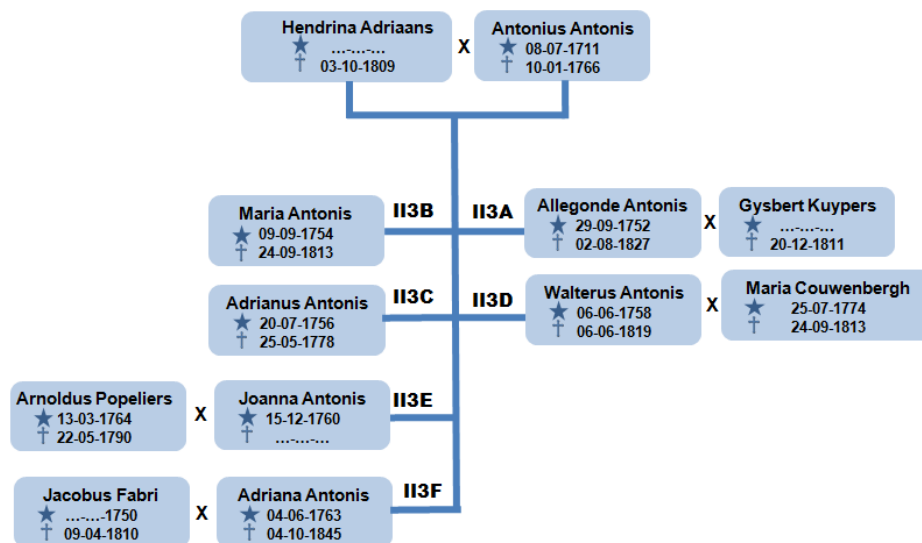 Hendrina Adriaans
...-...-...
03-10-1809
X
Antonius Antonis
08-07-1711
10-01-1766
Maria Antonis
09-09-1754
24-09-1813
II3B
II3A
Allegonde Antonis
29-09-1752
02-08-1827
X
Gysbert Kuypers
...-...-...
20-12-1811
Adrianus Antonis
20-07-1756
25-05-1778
II3C
II3D
Walterus Antonis
06-06-1758
06-06-1819
X
Maria Couwenbergh
25-07-1774
24-09-1813
Arnoldus Popeliers
13-03-1764
22-05-1790
X
Joanna Antonis
15-12-1760
...-...-...
II3E
Jacobus Fabri
...-...-1750
09-04-1810
X
Adriana Antonis
04-06-1763
04-10-1845
II3F